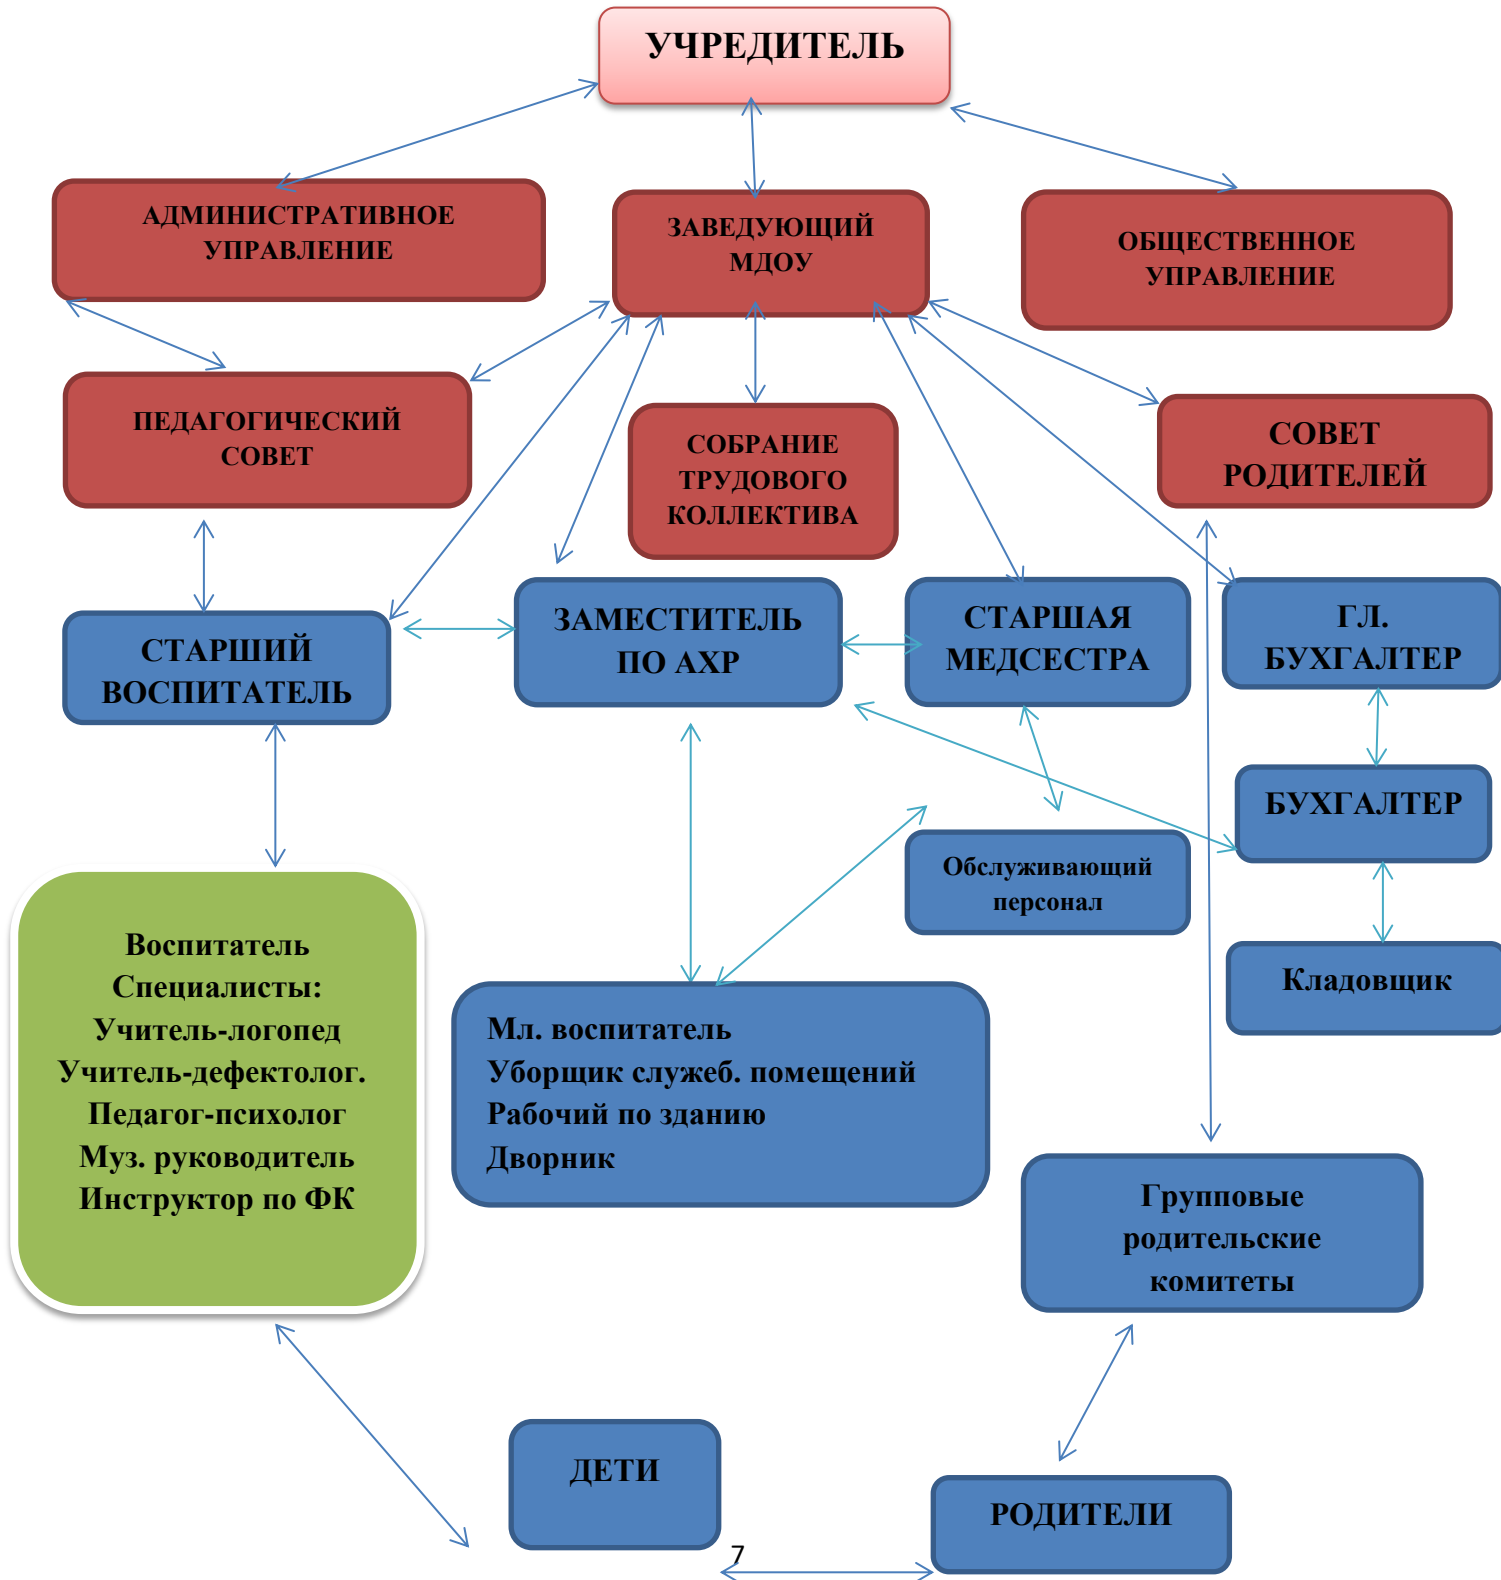 УЧРЕДИТЕЛЬ
АДМИНИСТРАТИВНОЕ
УПРАВЛЕНИЕ
ЗАВЕДУЮЩИЙ
МДОУ
ОБЩЕСТВЕННОЕ
УПРАВЛЕНИЕ
ПЕДАГОГИЧЕСКИЙ
СОВЕТ
СОБРАНИЕ
ТРУДОВОГО
КОЛЛЕКТИВА
СОВЕТ
РОДИТЕЛЕЙ
СТАРШИЙ
ВОСПИТАТЕЛЬ
ЗАМЕСТИТЕЛЬ
ПО АХР
СТАРШАЯ
МЕДСЕСТРА
ГЛ.
БУХГАЛТЕР
БУХГАЛТЕР
Обслуживающий
персонал
Кладовщик
Воспитатель
Специалисты:
Учитель-логопед
Учитель-дефектолог.
Педагог-психолог
Муз. руководитель
Инструктор по ФК
Мл. воспитатель
Уборщик служеб. помещений
Рабочий по зданию
Дворник
Групповые
родительские
комитеты
ДЕТИ
РОДИТЕЛИ
7